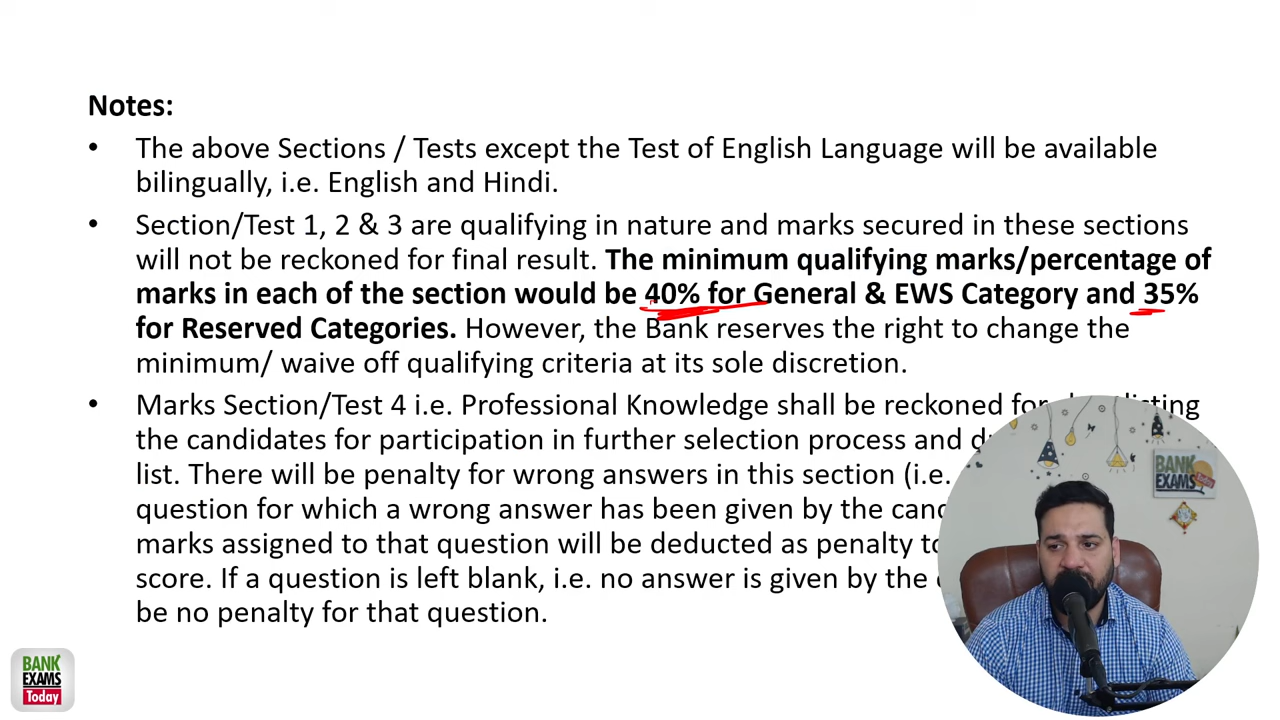 Notes:
• The above Sections / Tests except the Test of English Language will be available
bilingually, i.e. English and Hindi.
• Section/Test 1, 2 & 3 are qualifying in nature and marks secured in these sections
will not be reckoned for final result. The minimum qualifying marks/percentage of
marks in each of the section would be 40% for General & EWS Category and 35%
for Reserved Categories. However, the Bank reserves the right to change the
minimum/ waive off qualifying criteria at its sole discretion.
• Marks Section/Test 4 i.e. Professional Knowledge shall be reckoned for
the candidates for participation in further selection process and
list. There will be penalty for wrong answers in this section (i.e.
question for which a wrong answer has been given by the
marks assigned to that question will be deducted as penalty
score. If a question is left blank, i.e. no answer is given by the
be no penalty for that question.
BANK
EXAMS
BANK
EXAMS
Today